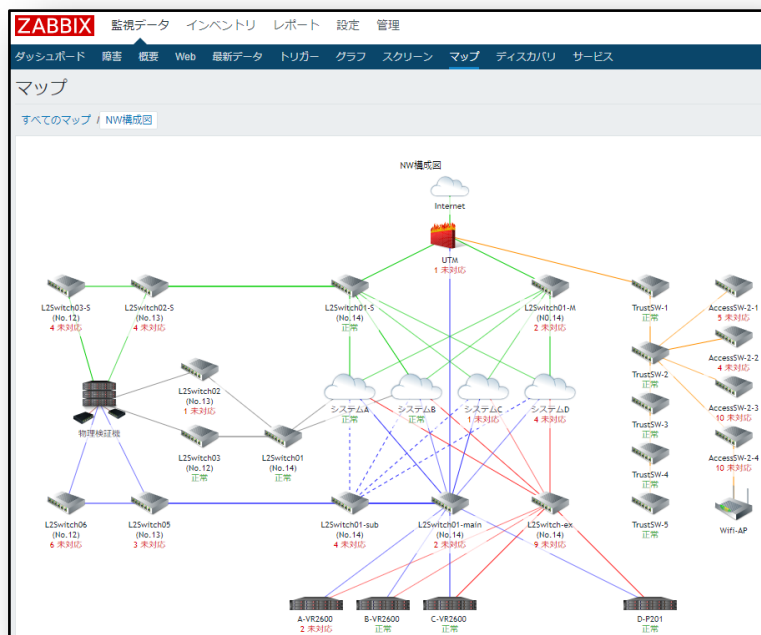 ZABBIX 監視データ インベントリ レポート 設定 管理
ダッシュボード 障害 概要 Web 最新データ トリガー グラフ スクリーン マップ ディスカバリ サービス
マップ
すべてのマップ / NW構成図
NW構成図
Internet
UTM
1 未対応
L2Switch03-S
(No.12)
4 未対応
L2Switch02-S
(No.13)
4 未対応
L2Switch01-S
(No.14)
正常
L2Switch01-M
(NO.14)
2 未対応
TrustSW-1
正常
AccessSW-2-1
5 未対応
TrustSW-2
正常
AccessSW-2-2
4 未対応
L2Switch02
(No.13)
1 未対応
物理検証機
システムA
正常
システムB
正常
システムC
1 未対応
システムD
4 未対応
TrustSW-3
正常
AccessSW-2-3
10 未対応
L2Switch03
(No.12)
正常
L2Switch01
(No.14)
正常
TrustSW-4
正常
AccessSW-2-4
10 未対応
L2Switch06
(No.12)
6 未対応
L2Switch05
(No.13)
3 未対応
L2Switch01-sub
(No.14)
4 未対応
L2Switch01-main
(No.14)
2 未対応
L2Switch-ex
(No.14)
9 未対応
TrustSW-5
正常
Wifi-AP
A-VR2600
2 未対応
B-VR2600
正常
C-VR2600
正常
D-P201
正常